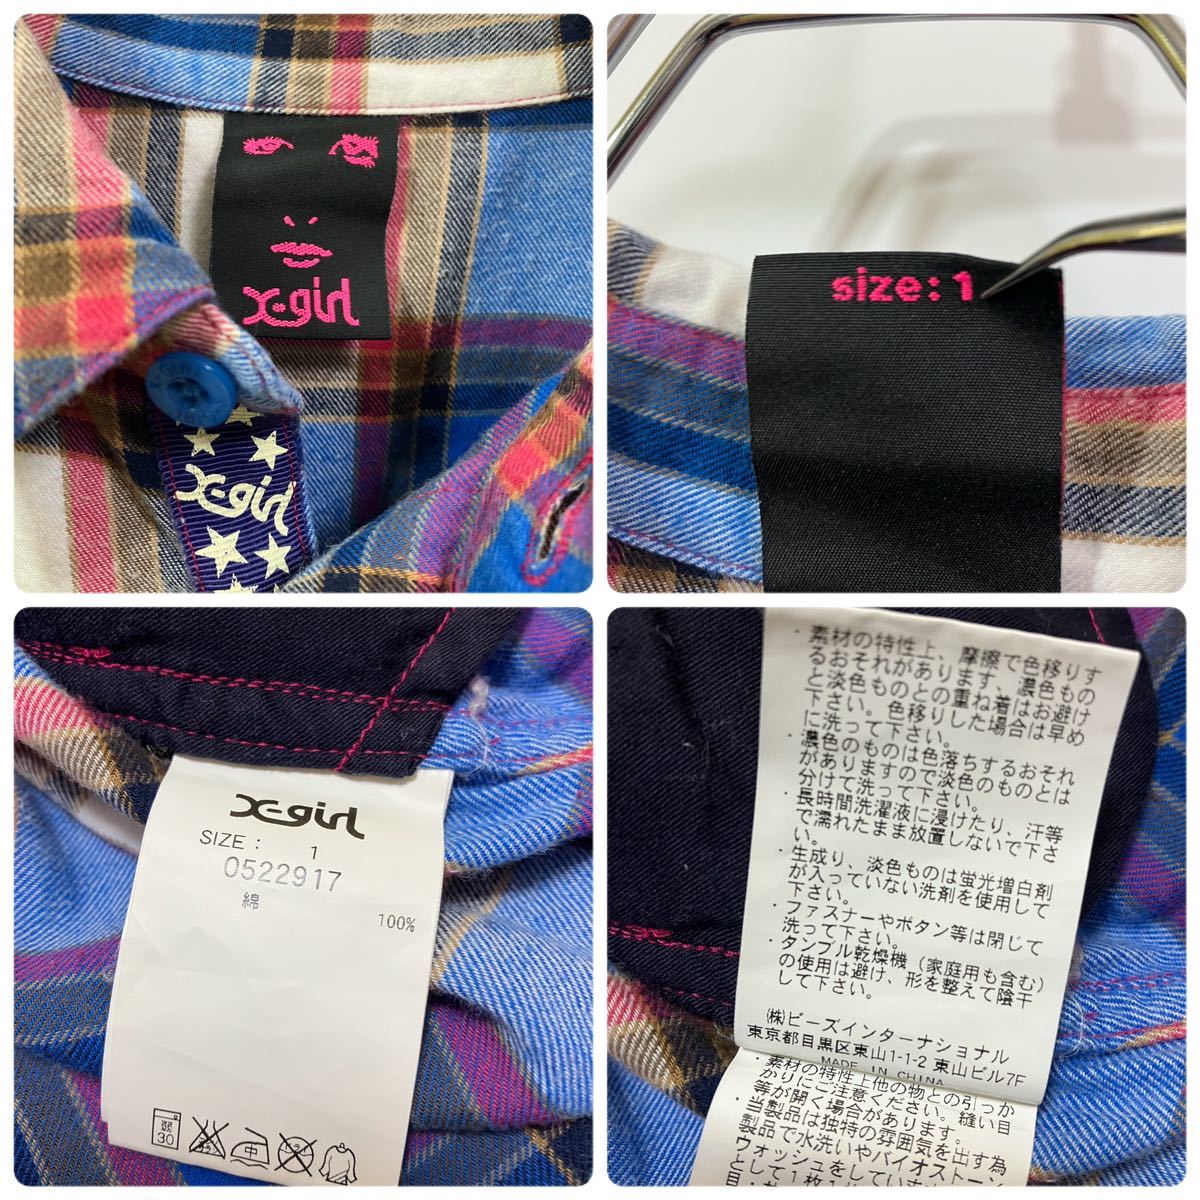 X-girl
X-girl
size: 1
X-girl
SIZE : 1
0522917
綿
100%
弱
30
・素材の特性上、摩擦で色移りす
るおそれがあります、濃色もの
と淡色ものとの重ね着はお避け
下さい。色移りした場合は早め
に洗って下さい。
・濃色のものは色落ちするおそれ
がありますので淡色のものとは
分けて洗って下さい。
・長時間洗濯液に浸けたり、汗等
で濡れたまま放置しないで下さ
い。
・生成り、淡色ものは蛍光増白剤
が入っていない洗剤を使用して
下さい。
・ファスナーやボタン等は閉じて
洗って下さい。
・タンブル乾燥機（家庭用も含む）
の使用は避け、形を整えて陰干
して下さい。
㈱ビーズインターナショナル
東京都目黒区東山1-1-2 東山ビル7F
MADE IN CHINA
・素材の特性上他の物との引っか
かりにご注意ください。縫い目
等が開く場合があります。
・当製品は独特の雰囲気を出す為
製品で水洗いやバイオストーン
ウォッシュをしていま
として1枚1